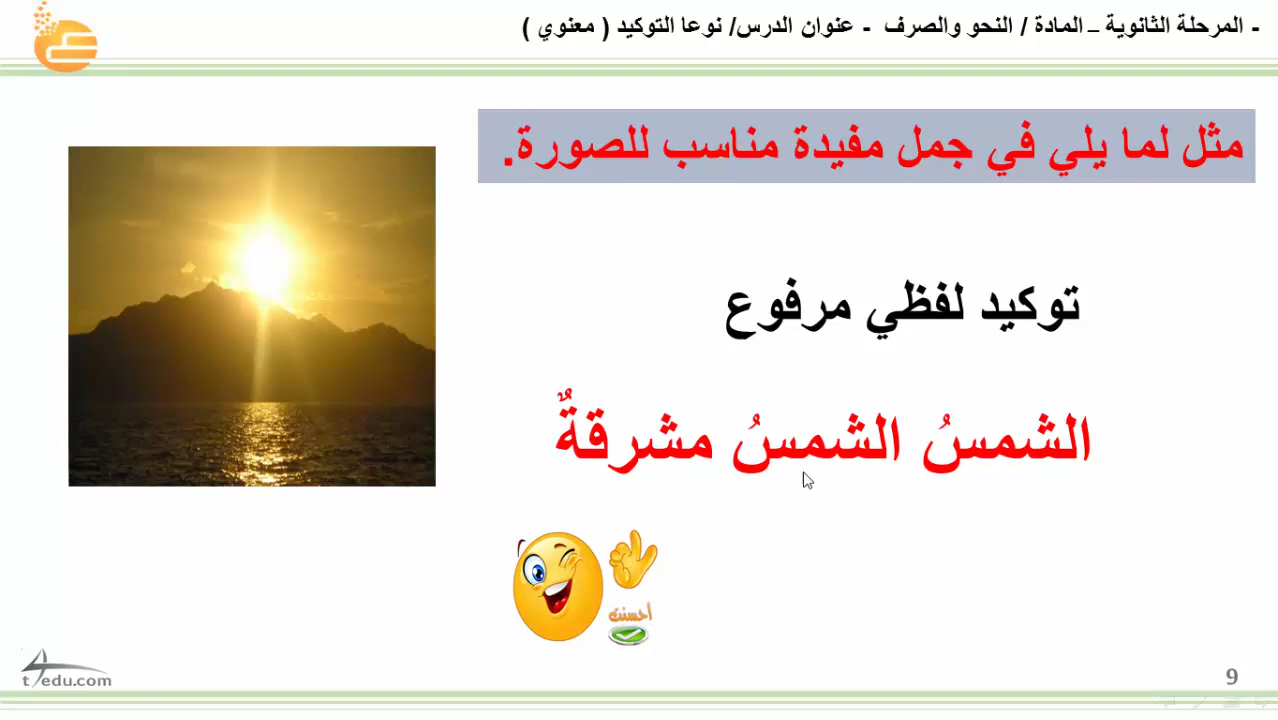 - المرحلة الثانوية – المادة / النحو والصرف - عنوان الدرس/ نوعا التوكيد ( معنوي )
مثل لما يلي في جمل مفيدة مناسب للصورة.
توكيد لفظي مرفوع
الشمسُ الشمسُ مشرقةٌ
أحسنت
t4edu.com
9